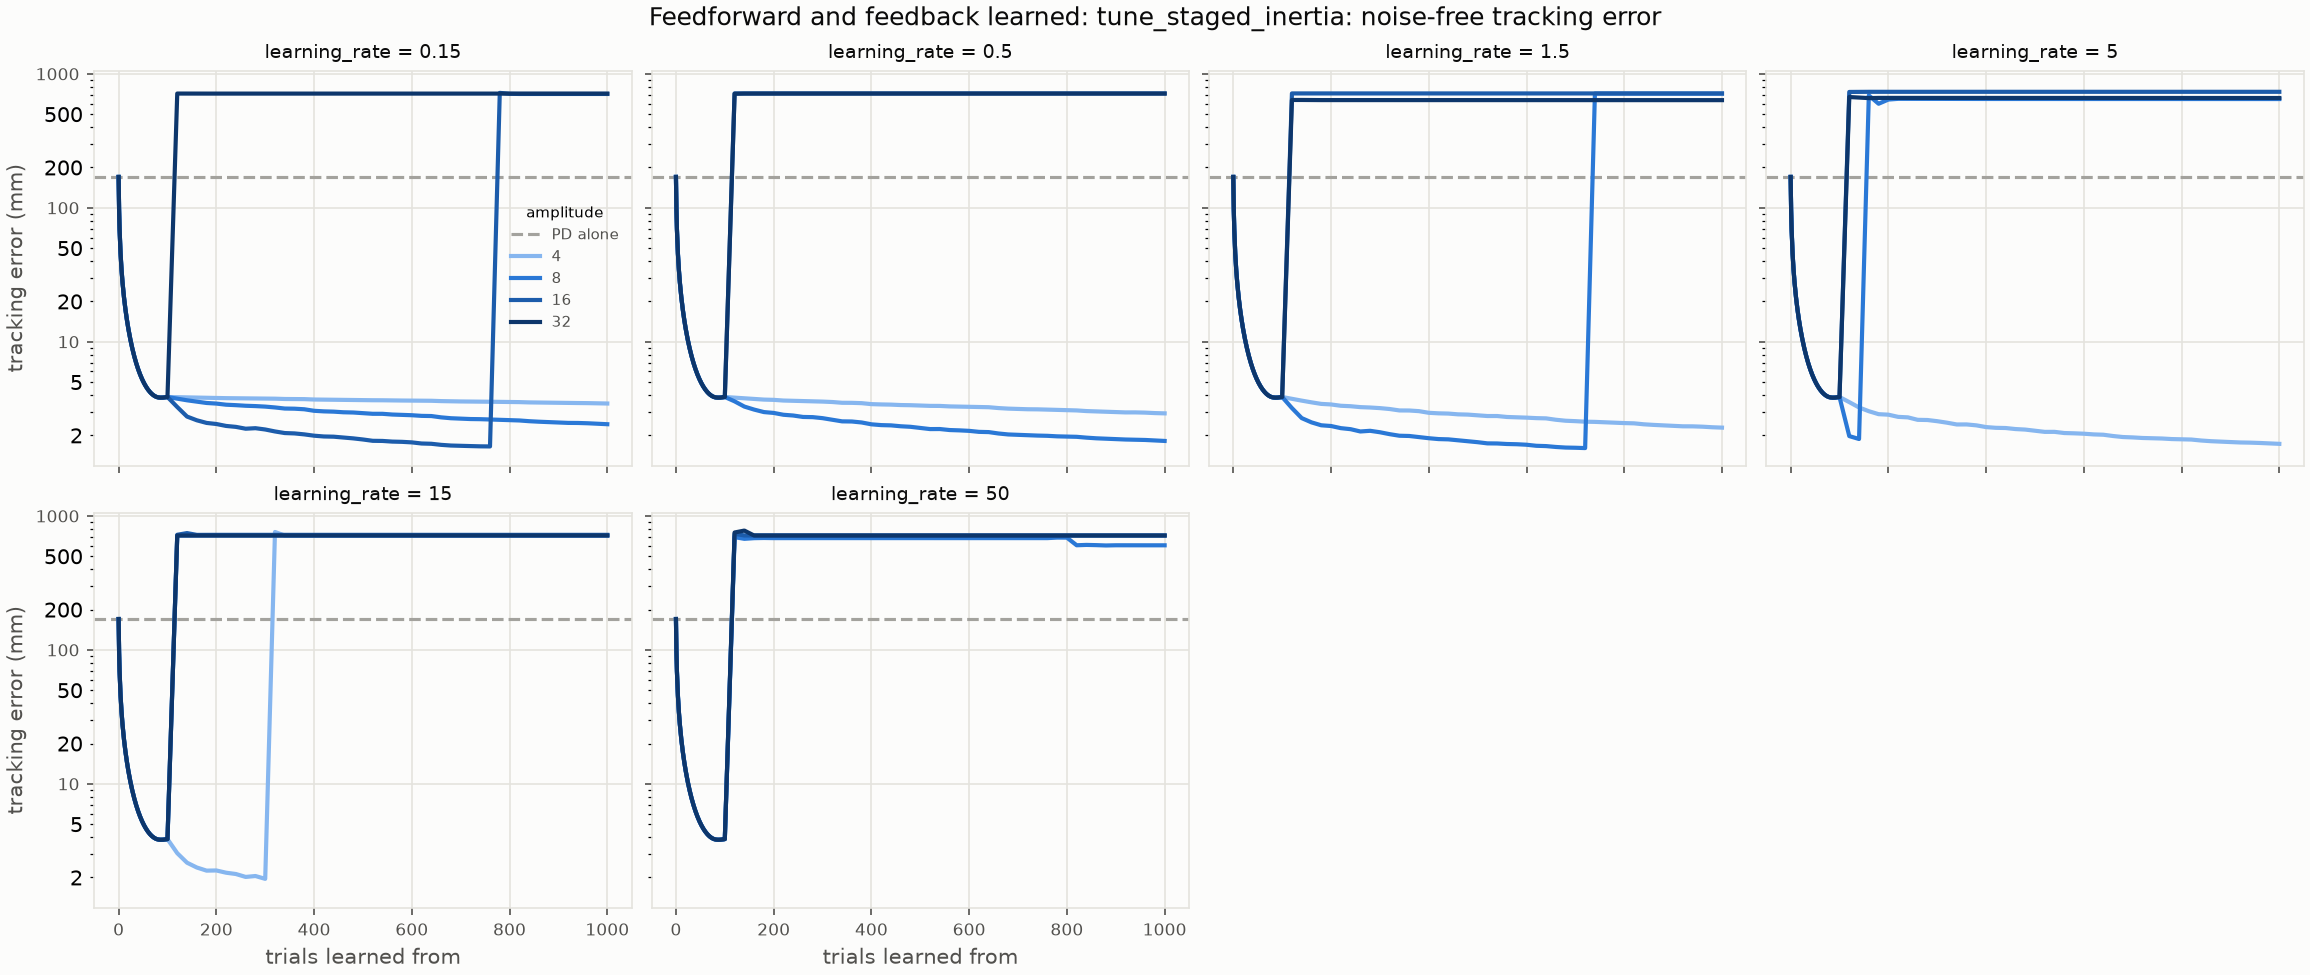 Feedforward and feedback learned: tune_staged_inertia: noise-free tracking error
learning_rate = 0.15
learning_rate = 0.5
learning_rate = 1.5
learning_rate = 5
tracking error (mm)
1000
500
200
100
50
20
10
5
2
amplitude
PD alone
4
8
16
32
learning_rate = 15
learning_rate = 50
tracking error (mm)
1000
500
200
100
50
20
10
5
2
0 200 400 600 800 1000
0 200 400 600 800 1000
trials learned from
trials learned from